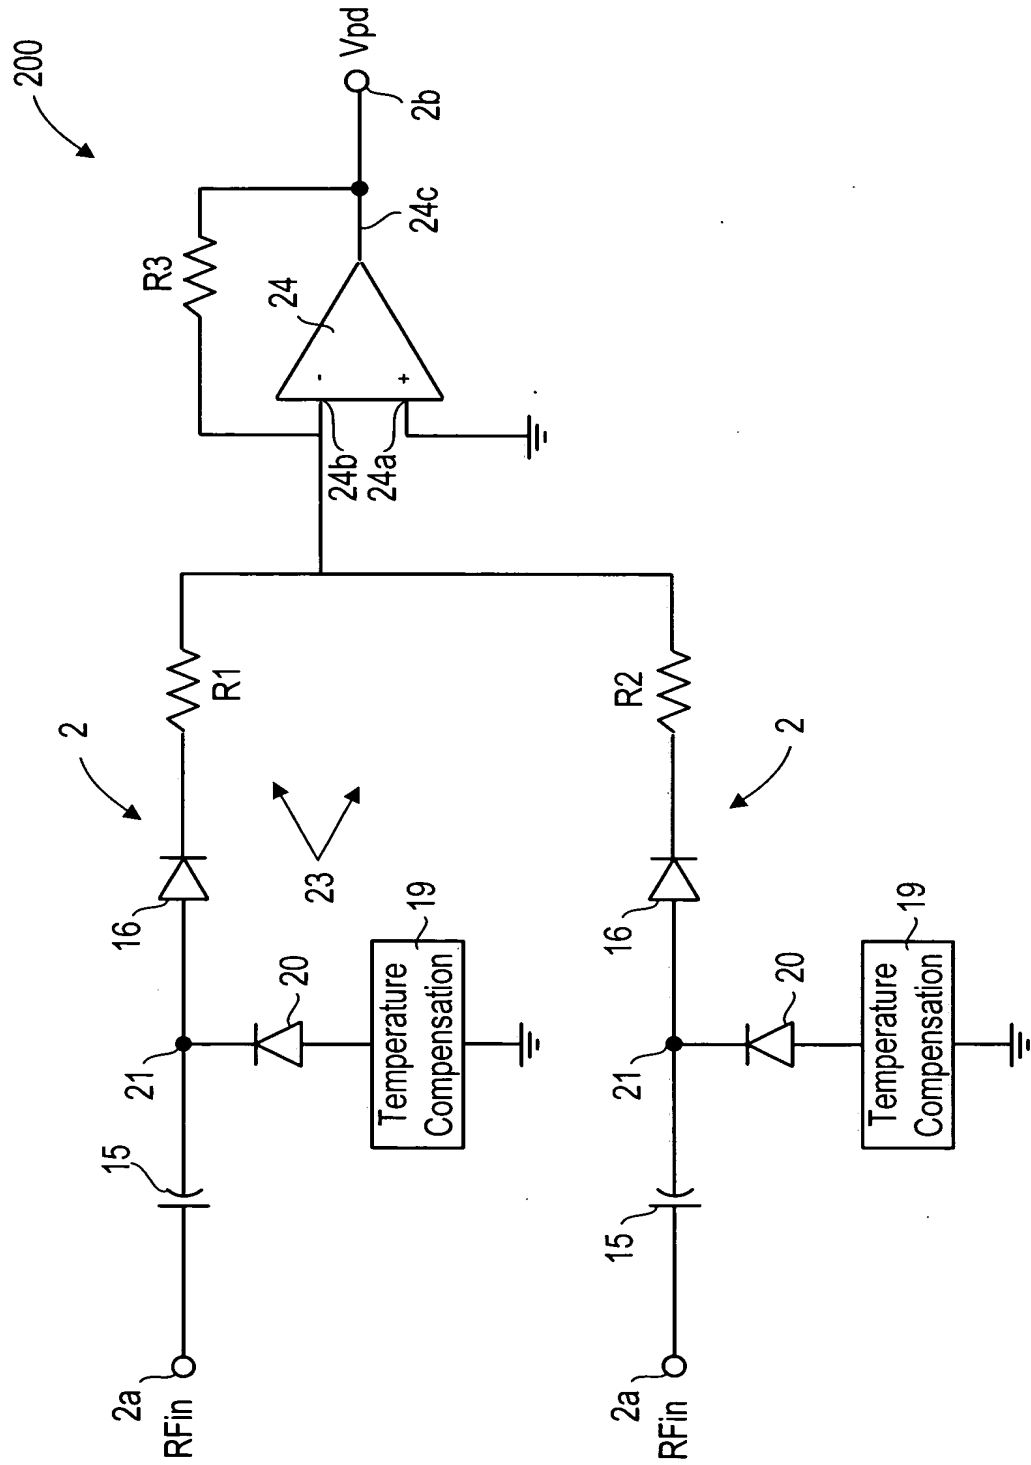 200
R3
24
-
+
24b
24a
24c
Vpd
2b
2
R1
23
16
20
19
Temperature
Compensation
21
15
2a
RFin
R2
2
16
20
19
Temperature
Compensation
21
15
2a
RFin